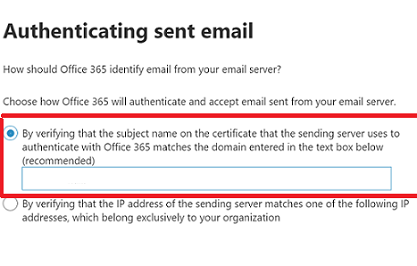 Authenticating sent email
How should Office 365 identify email from your email server?
Choose how Office 365 will authenticate and accept email sent from your email server.
By verifying that the subject name on the certificate that the sending server uses to
authenticate with Office 365 matches the domain entered in the text box below
(recommended)
By verifying that the IP address of the sending server matches one of the following IP
addresses, which belong exclusively to your organization